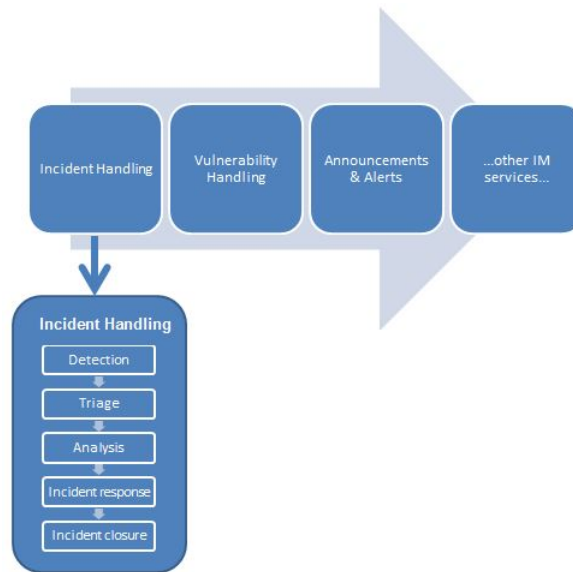 Incident Handling
Vulnerability
Handling
Announcements
& Alerts
...other IM
services...
Incident Handling
Detection
Triage
Analysis
Incident response
Incident closure